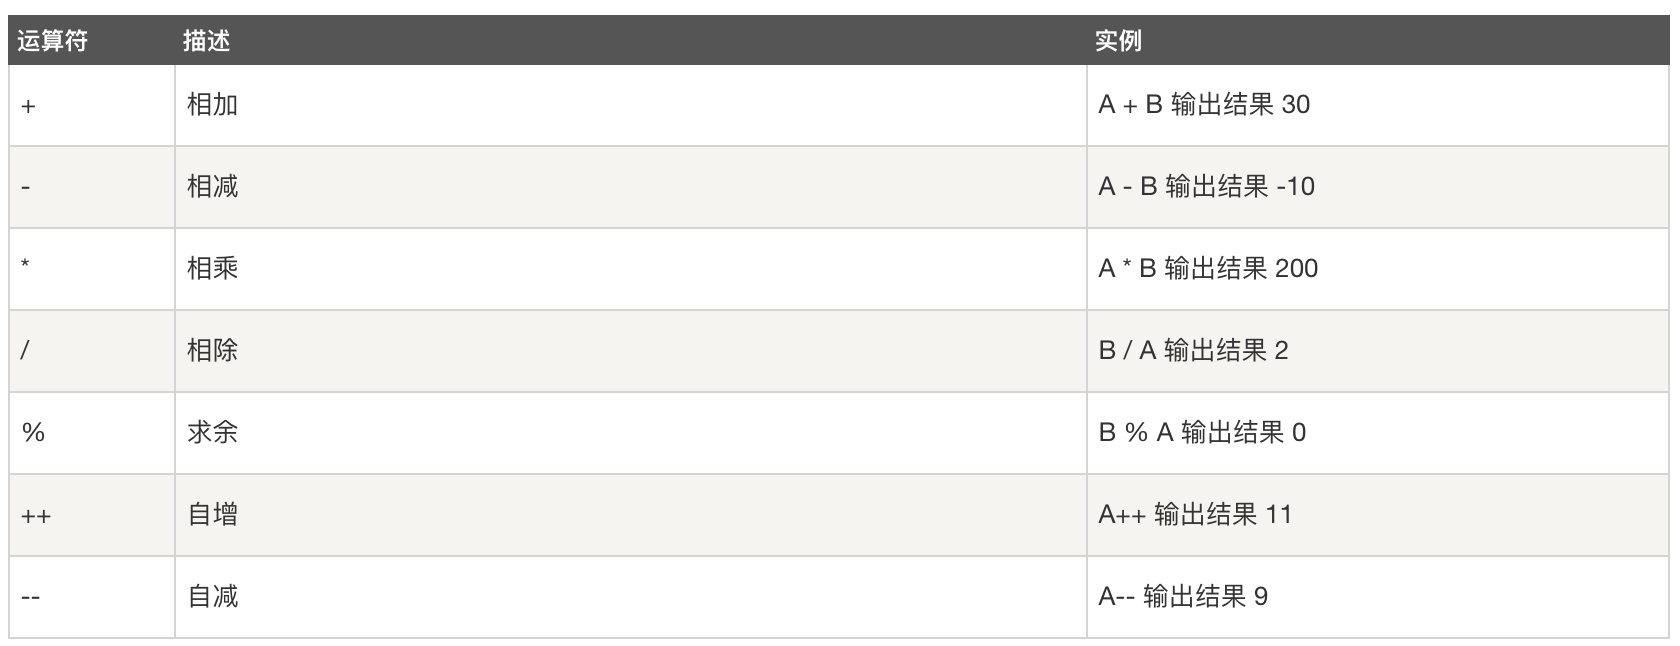 运算符 描述 实例
+ 相加 A + B 输出结果 30
- 相减 A - B 输出结果 -10
* 相乘 A * B 输出结果 200
/ 相除 B / A 输出结果 2
% 求余 B % A 输出结果 0
++ 自增 A++ 输出结果 11
-- 自减 A-- 输出结果 9